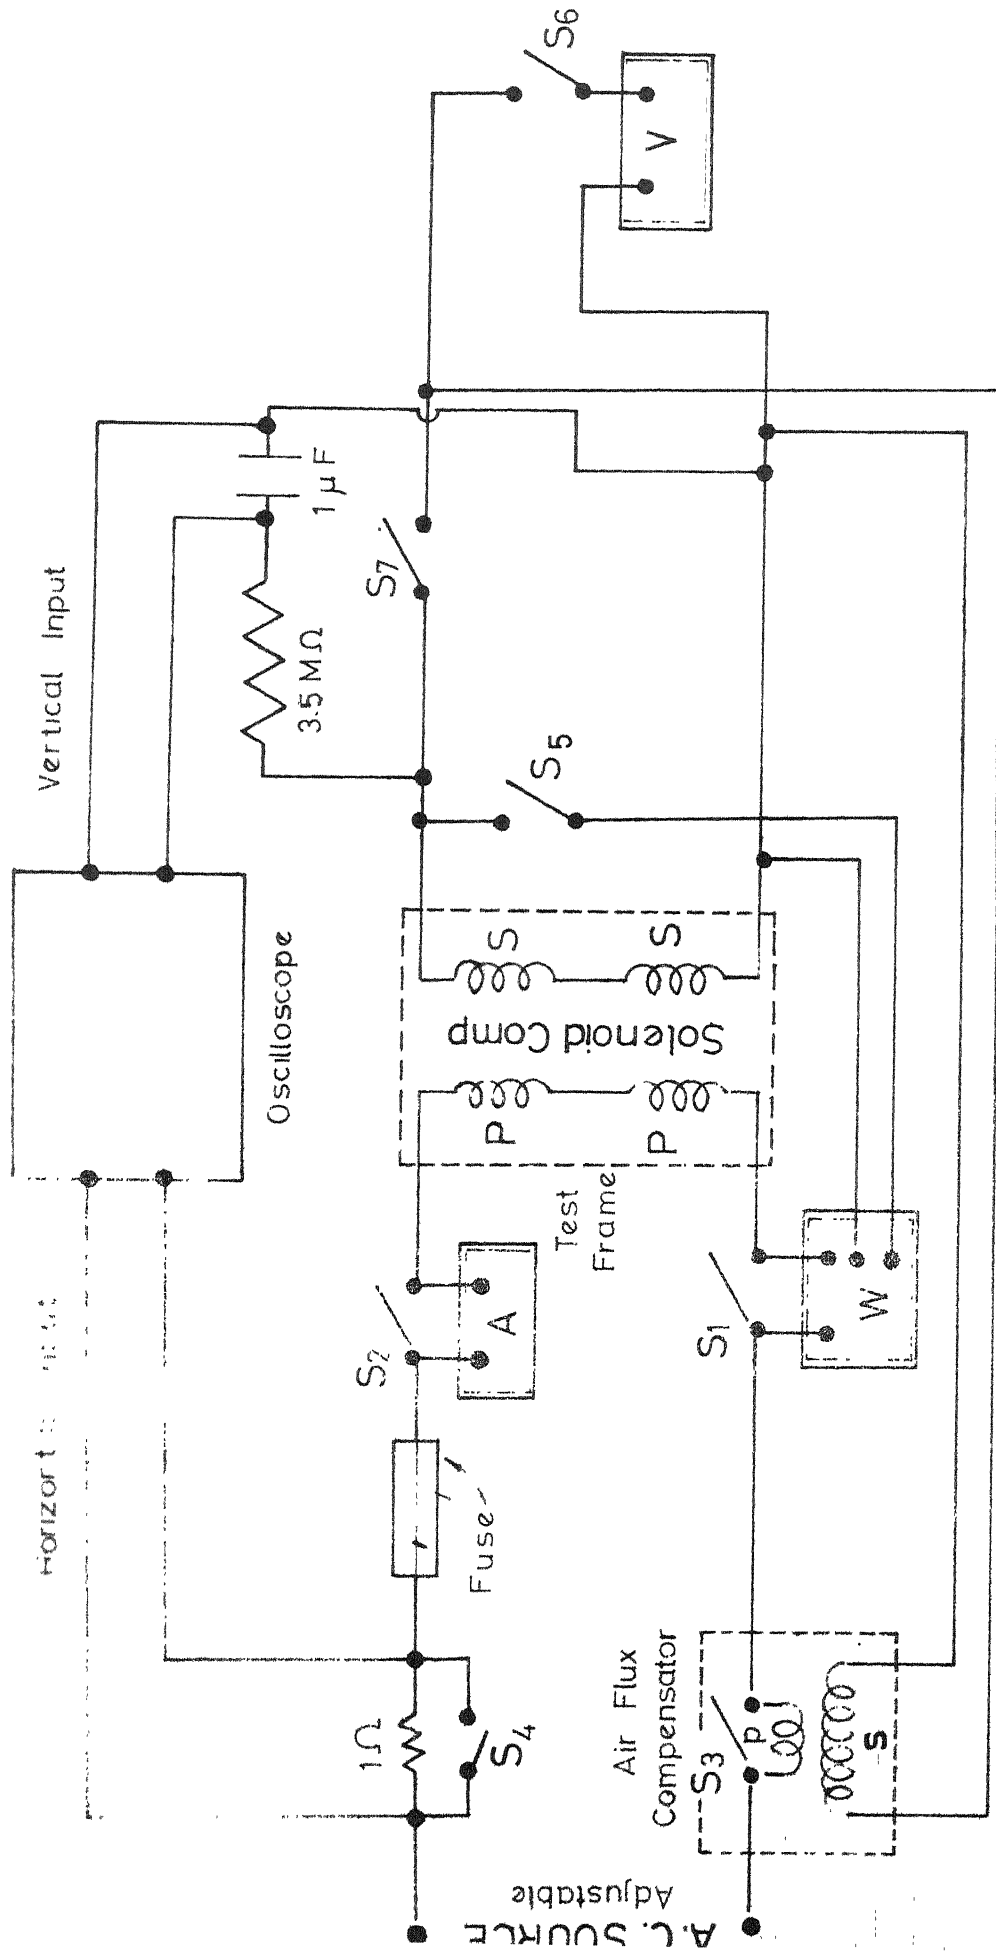 S6
V
1 µF
S7
Vertical Input
3.5 MΩ
S5
Oscilloscope
S
S
Solenoid Comp
P
P
Test
Frame
S2
A
S1
W
Fuse
1Ω
S4
Air Flux
Compensator
S3
P
S
Adjustable
A.C. SOURCE